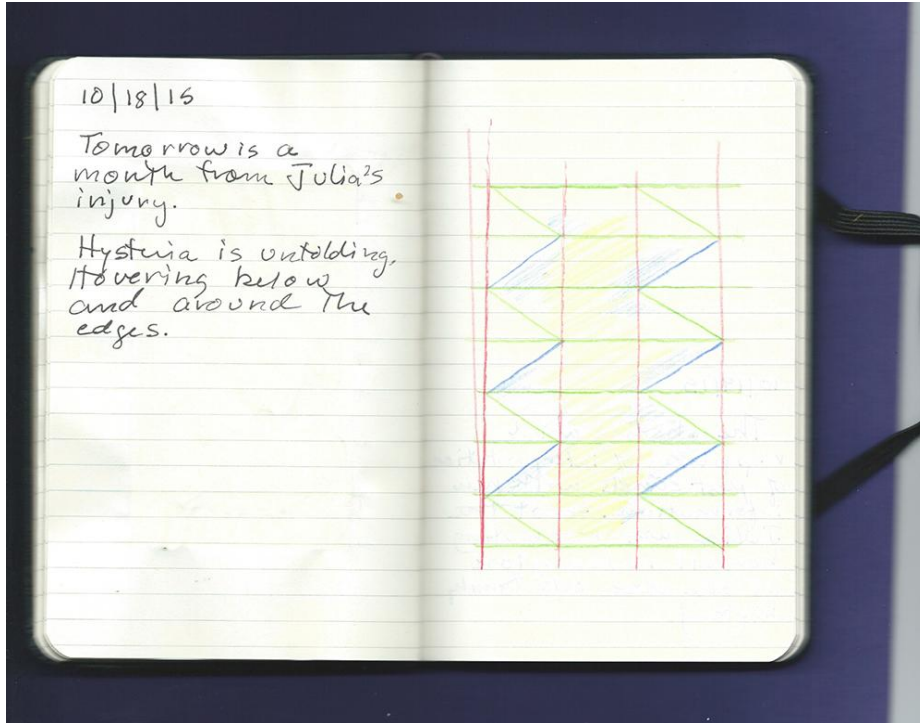 10/18/15
Tomorrow is a
month from Julia's
injury.
Hysteria is unfolding.
Hovering below
and around the
edges.